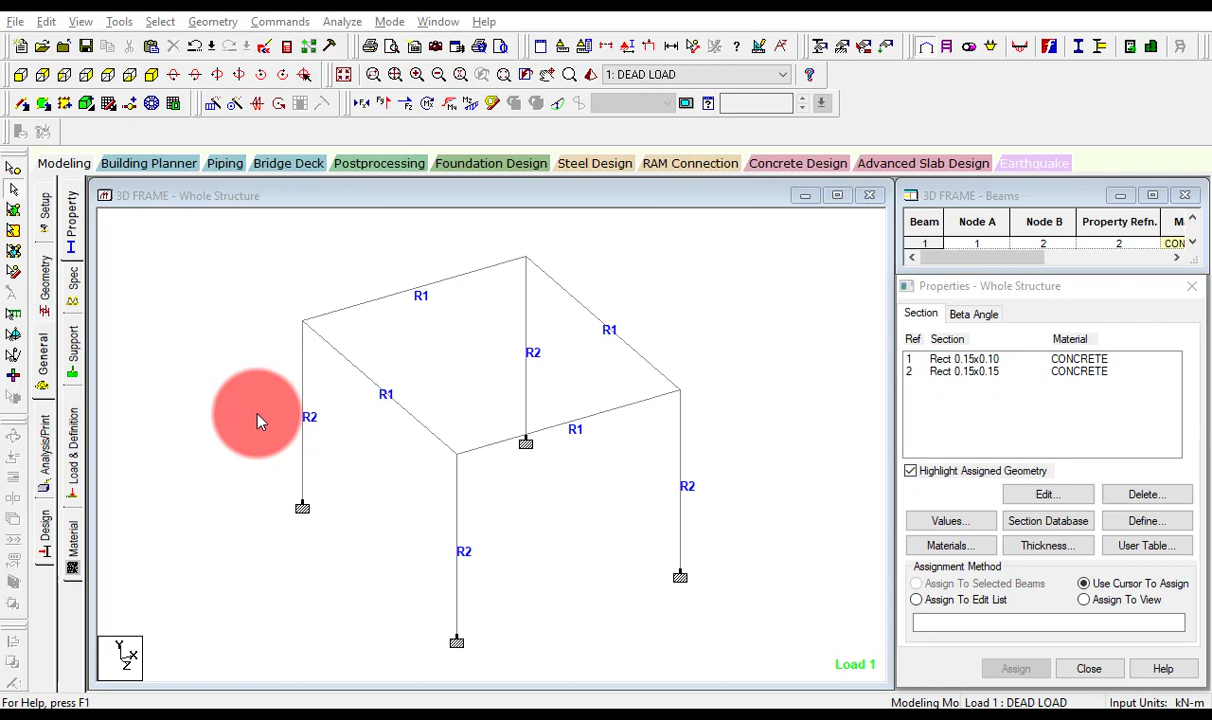 File Edit View Tools Select Geometry Commands Analyze Mode Window Help
1: DEAD LOAD
Modeling Building Planner Piping Bridge Deck Postprocessing Foundation Design Steel Design RAM Connection Concrete Design Advanced Slab Design Earthquake
Setup
Geometry
General
Analysis/Print
Design
Property
Spec
Support
Load & Definition
Material
3D FRAME - Whole Structure
R1
R1
R2
R1
R2
R1
R2
R2
Y
X
Z
Load 1
3D FRAME - Beams
Beam Node A Node B Property Refn. M
1 1 2 2 CON
Properties - Whole Structure
Section Beta Angle
Ref Section Material
1 Rect 0.15x0.10 CONCRETE
2 Rect 0.15x0.15 CONCRETE
Highlight Assigned Geometry
Edit... Delete...
Values... Section Database Define...
Materials... Thickness... User Table...
Assignment Method
Assign To Selected Beams Use Cursor To Assign
Assign To Edit List Assign To View
Assign Close Help
For Help, press F1 Modeling Mo Load 1 : DEAD LOAD Input Units: kN-m